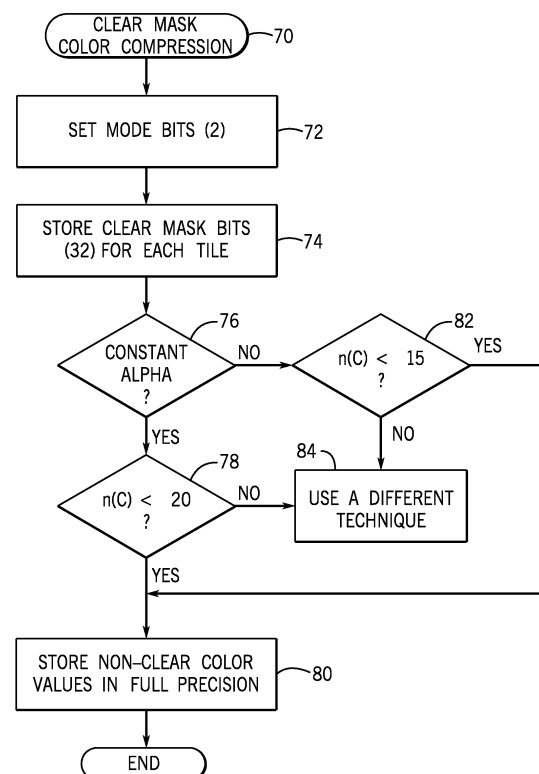 CLEAR MASK
COLOR COMPRESSION
70
SET MODE BITS (2)
72
STORE CLEAR MASK BITS
(32) FOR EACH TILE
74
76
CONSTANT
ALPHA
?
NO
YES
82
n(C) < 15
?
YES
NO
78
n(C) < 20
?
NO
YES
84
USE A DIFFERENT
TECHNIQUE
STORE NON–CLEAR COLOR
VALUES IN FULL PRECISION
80
END